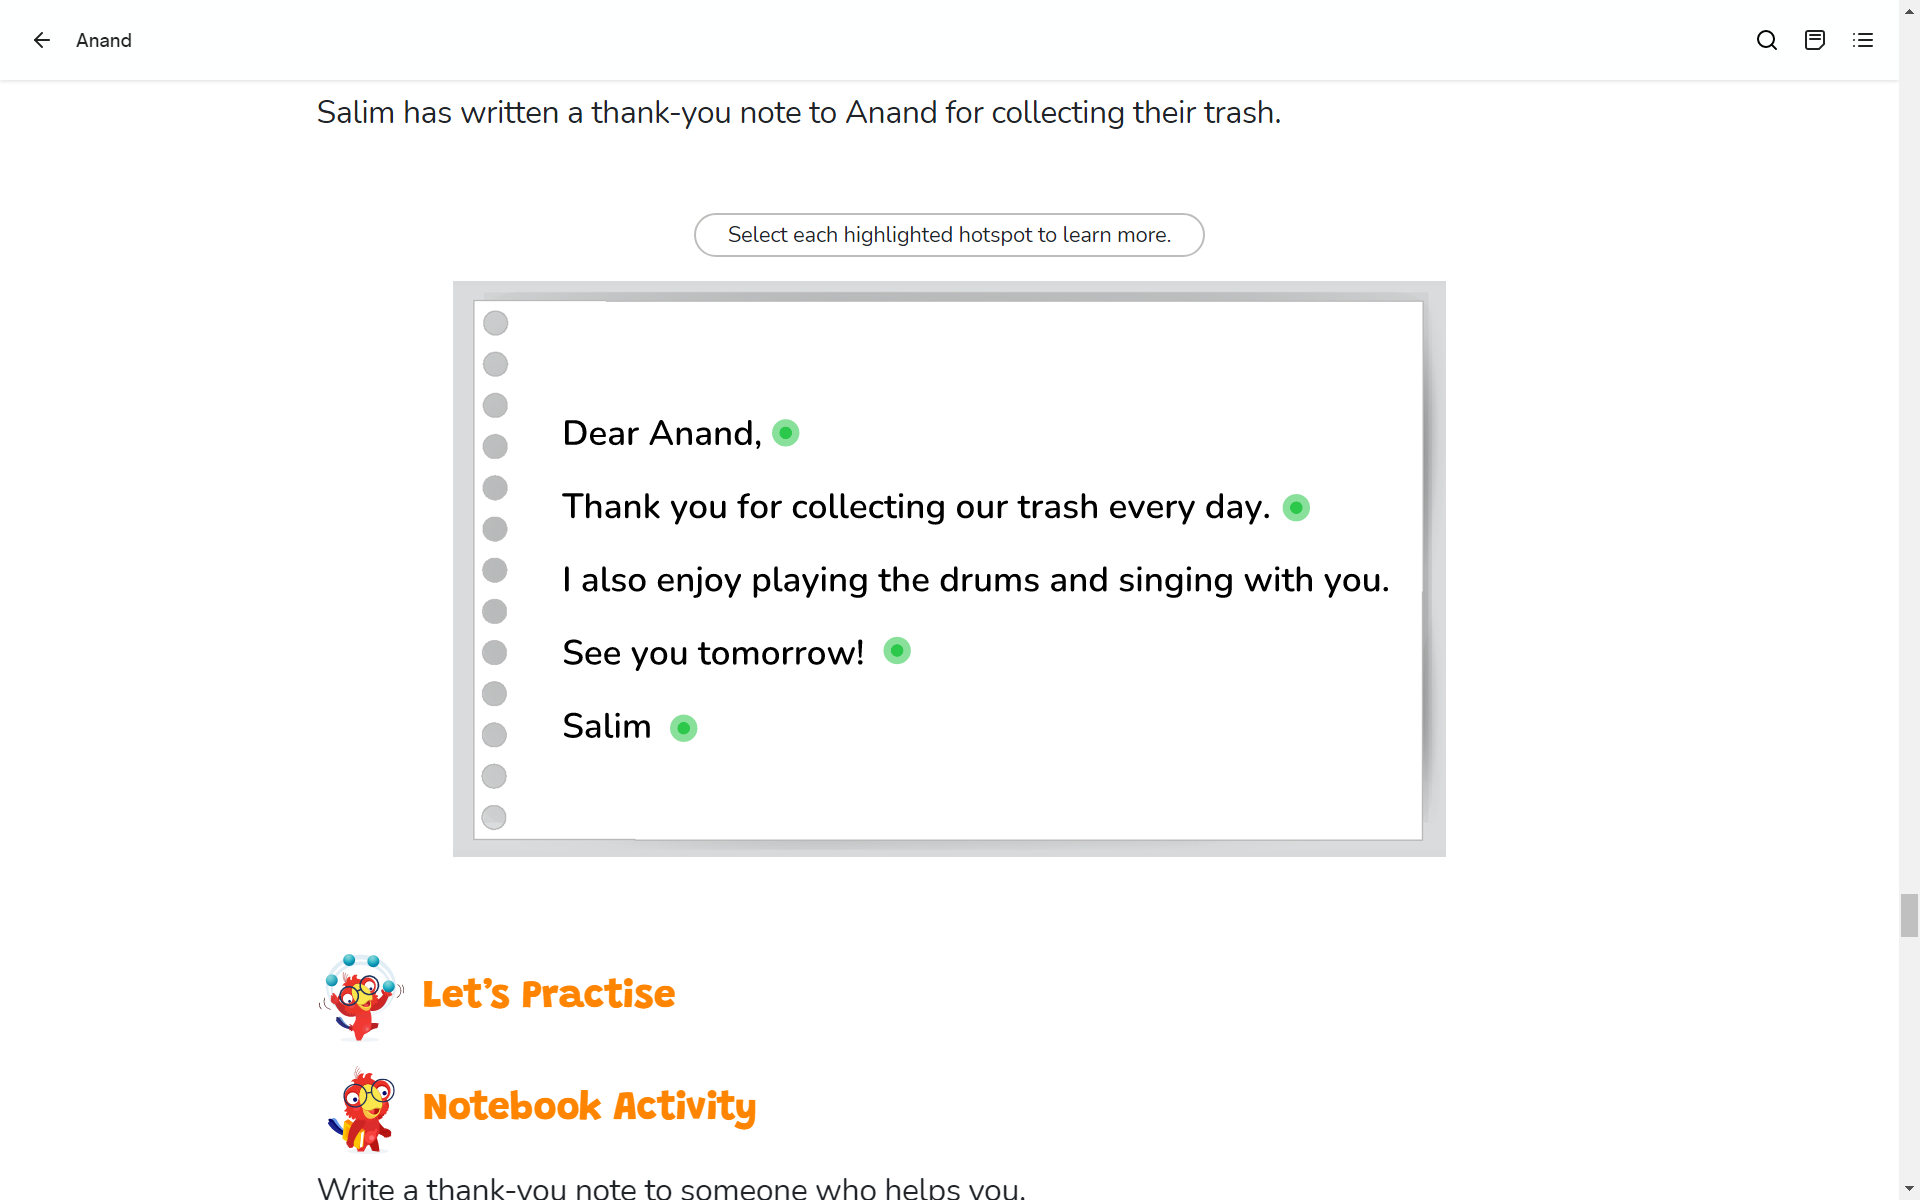 Anand
Salim has written a thank-you note to Anand for collecting their trash.
Select each highlighted hotspot to learn more.
Dear Anand,
Thank you for collecting our trash every day.
I also enjoy playing the drums and singing with you.
See you tomorrow!
Salim
Let's Practise
Notebook Activity
Write a thank-you note to someone who helps you.